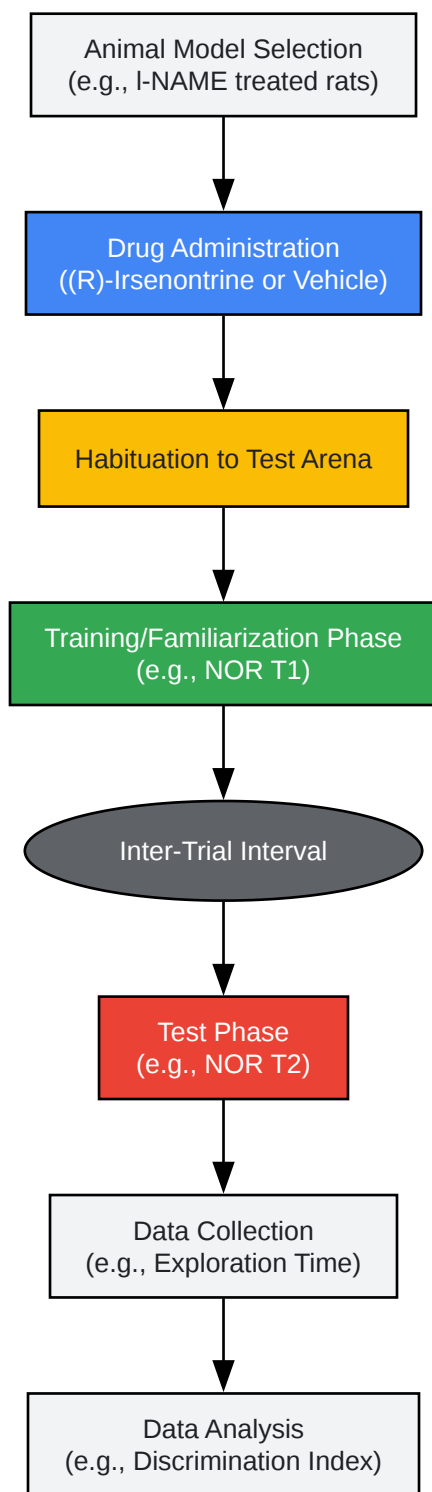 Animal Model Selection
(e.g., l-NAME treated rats)
Drug Administration
((R)-Irsenontrine or Vehicle)
Habituation to Test Arena
Training/Familiarization Phase
(e.g., NOR T1)
Inter-Trial Interval
Test Phase
(e.g., NOR T2)
Data Collection
(e.g., Exploration Time)
Data Analysis
(e.g., Discrimination Index)